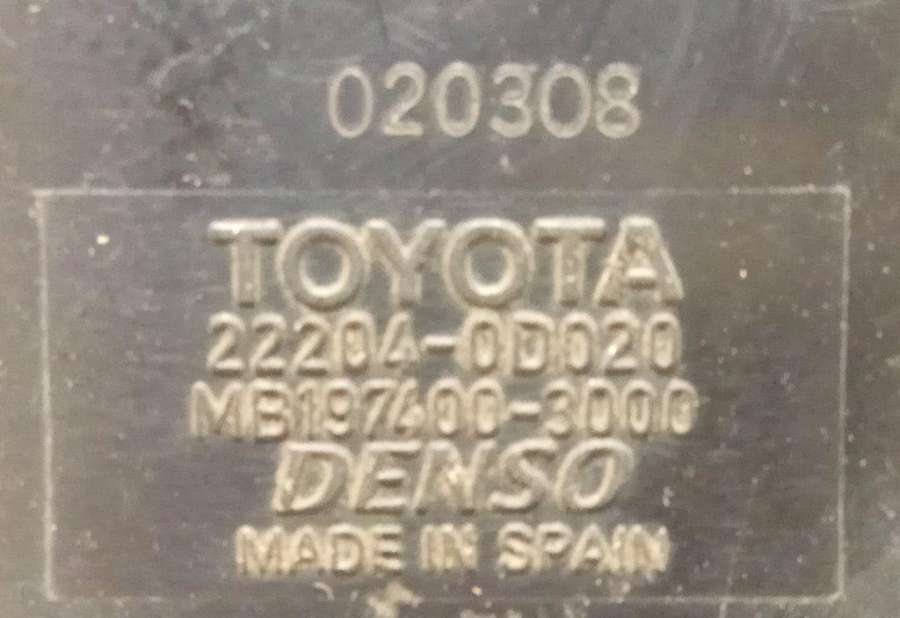 020308
TOYOTA
22204-0D020
MB197400-3000
DENSO
MADE IN SPAIN